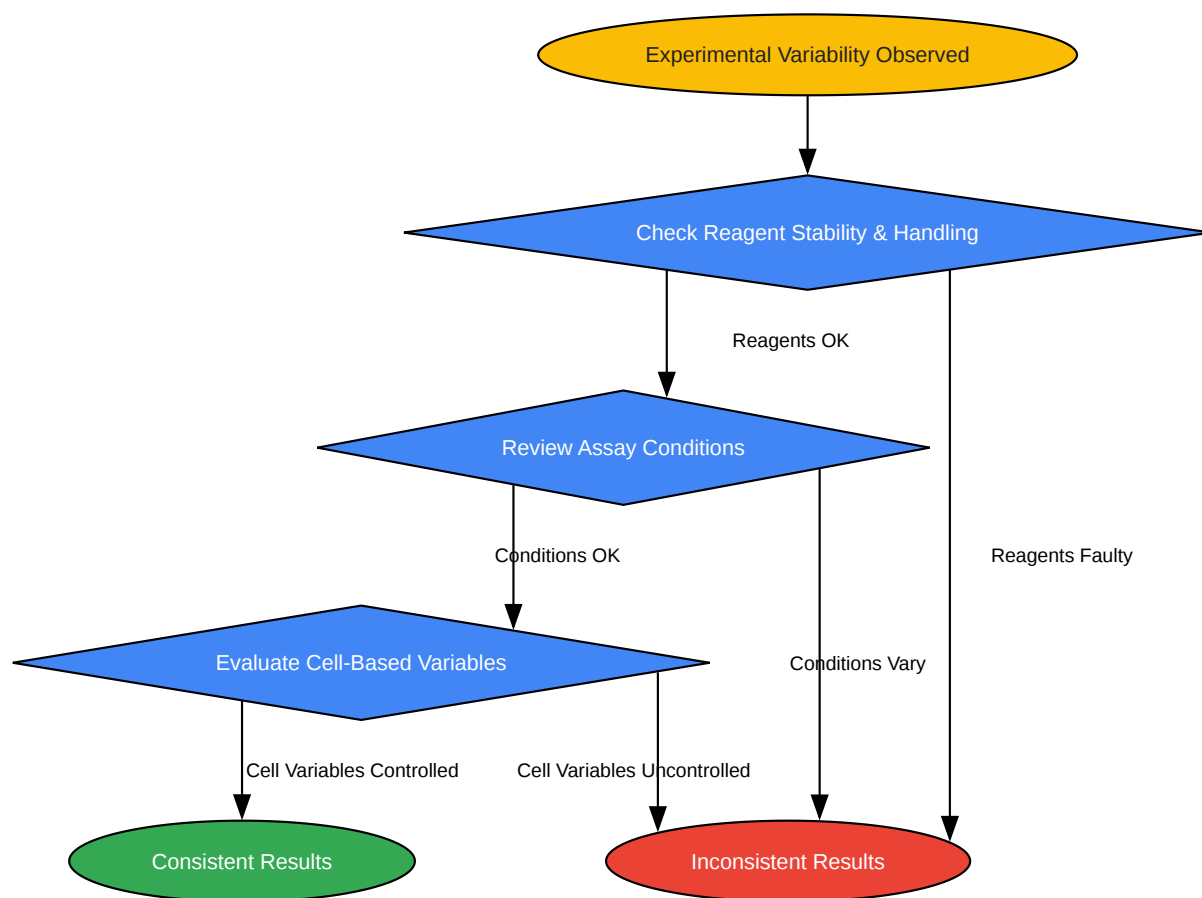 Experimental Variability Observed
Check Reagent Stability & Handling
Reagents OK
Review Assay Conditions
Conditions OK
Reagents Faulty
Evaluate Cell-Based Variables
Conditions Vary
Cell Variables Controlled
Cell Variables Uncontrolled
Consistent Results
Inconsistent Results